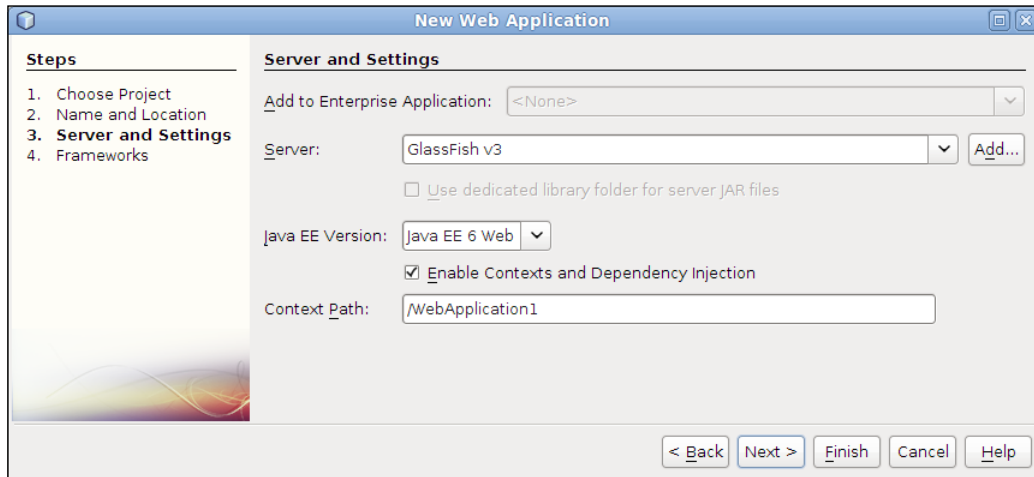 New Web Application
Steps
1. Choose Project
2. Name and Location
3. Server and Settings
4. Frameworks
Server and Settings
Add to Enterprise Application: <None>
Server: GlassFish v3 Add...
Use dedicated library folder for server JAR files
Java EE Version: Java EE 6 Web
Enable Contexts and Dependency Injection
Context Path: /WebApplication1
< Back Next > Finish Cancel Help